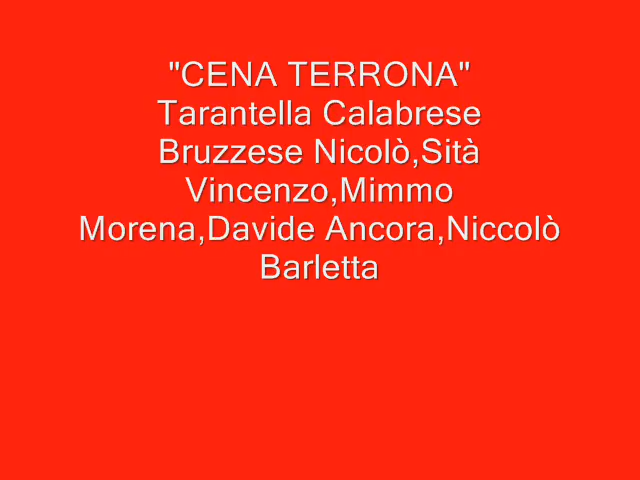 "CENA TERRONA"
Tarantella Calabrese
Bruzzese Nicolò,Sità
Vincenzo,Mimmo
Morena,Davide Ancora,Niccolò
Barletta